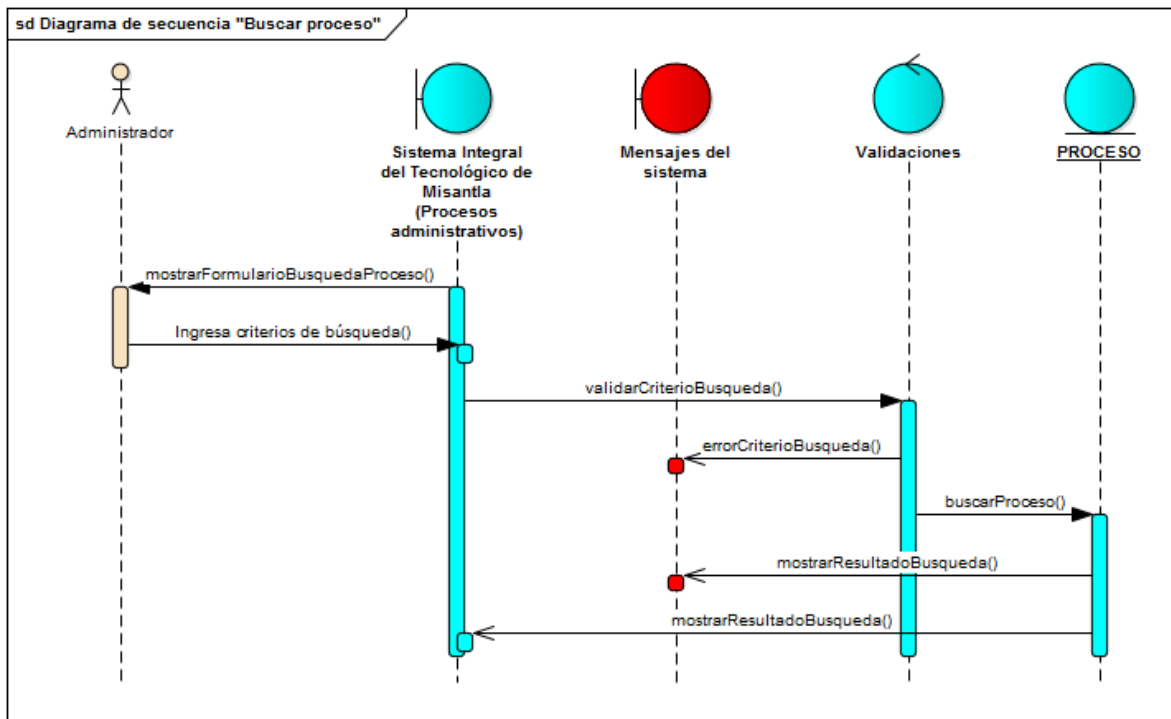 sd Diagrama de secuencia "Buscar proceso"
Administrador
Sistema Integral
del Tecnológico de
Misantla
(Procesos
administrativos)
Mensajes del
sistema
Validaciones
PROCESO
mostrarFormularioBusquedaProceso()
Ingresa criterios de búsqueda()
validarCriterioBusqueda()
errorCriterioBusqueda()
buscarProceso()
mostrarResultadoBusqueda()
mostrarResultadoBusqueda()